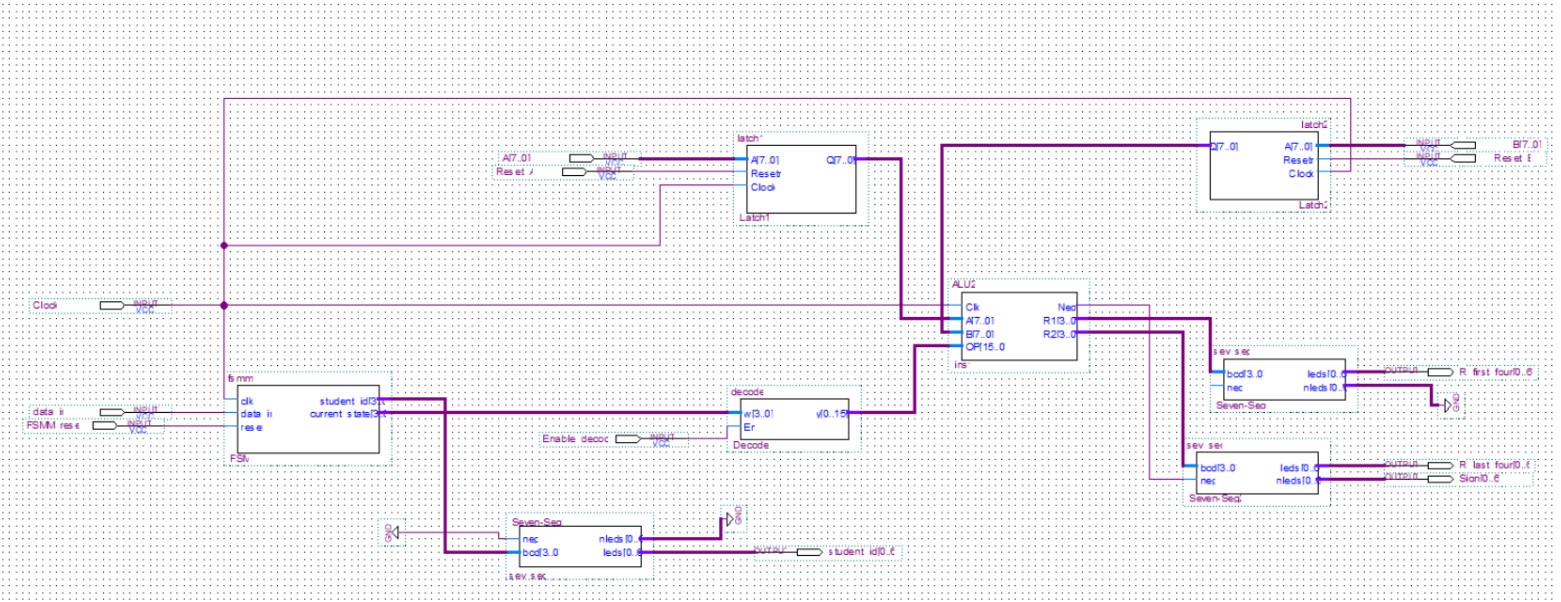 latch1
A[7..0]
INPUT
VCC
Reset A
INPUT
VCC
A[7..0]
Resetn
Clock
Q[7..0]
Latch1
latch2
Q[7..0]
A[7..0]
Resetn
Clock
Latch2
INPUT
VCC
B[7..0]
INPUT
VCC
Reset B
Clock
INPUT
VCC
ALU2
Clk
A[7..0]
B[7..0]
OP[15..0]
Neg
R1[3..0]
R2[3..0]
inst
fsmm
clk
data in
reset
student id[3..0]
current state[3..0]
FSM
data in
INPUT
VCC
FSMM reset
INPUT
VCC
decode
w[3..0]
En
y[0..15]
Decode
Enable decod
INPUT
VCC
sev seg
bcd[3..0]
neg
leds[0..6]
nleds[0..6]
Seven-Seg
OUTPUT
R first four[0..6]
GND
sev seg
bcd[3..0]
neg
leds[0..6]
nleds[0..6]
Seven-Seg
OUTPUT
R last four[0..6]
OUTPUT
Sign[0..6]
GND
Seven-Seg
neg
bcd[3..0]
nleds[0..6]
leds[0..6]
sev seg
GND
OUTPUT
student id[0..6]